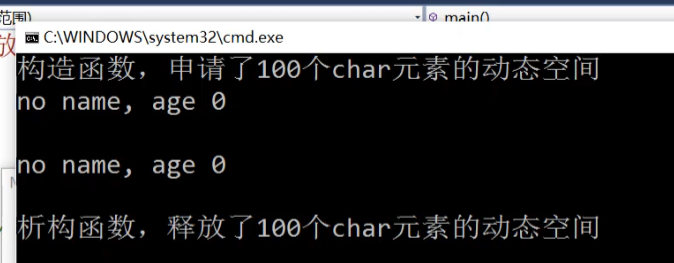 范围)
main()
放
C:\WINDOWS\system32\cmd.exe
构造函数，申请了100个char元素的动态空间
no name, age 0
no name, age 0
析构函数，释放了100个char元素的动态空间